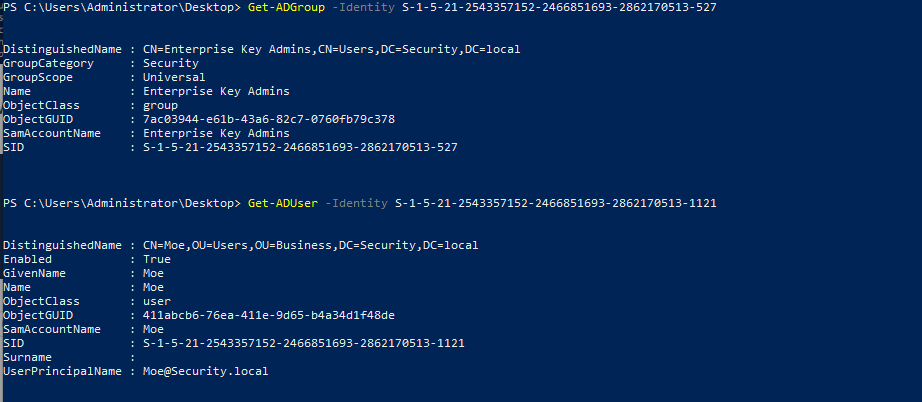 PS C:\Users\Administrator\Desktop> Get-ADGroup -Identity S-1-5-21-2543357152-2466851693-2862170513-527
DistinguishedName : CN=Enterprise Key Admins,CN=Users,DC=Security,DC=local
GroupCategory : Security
GroupScope : Universal
Name : Enterprise Key Admins
ObjectClass : group
ObjectGUID : 7ac03944-e61b-43a6-82c7-0760fb79c378
SamAccountName : Enterprise Key Admins
SID : S-1-5-21-2543357152-2466851693-2862170513-527
PS C:\Users\Administrator\Desktop> Get-ADUser -Identity S-1-5-21-2543357152-2466851693-2862170513-1121
DistinguishedName : CN=Moe,OU=Users,OU=Business,DC=Security,DC=local
Enabled : True
GivenName : Moe
Name : Moe
ObjectClass : user
ObjectGUID : 411abcb6-76ea-411e-9d65-b4a34d1f48de
SamAccountName : Moe
SID : S-1-5-21-2543357152-2466851693-2862170513-1121
Surname :
UserPrincipalName : Moe@Security.local